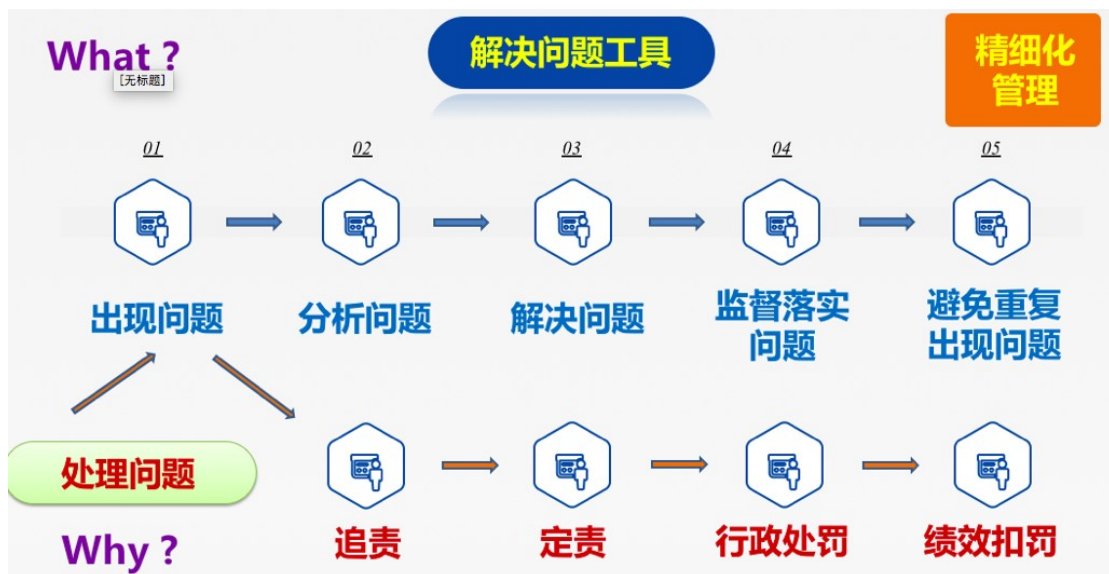 What ?
[无标题]
解决问题工具
精细化
管理
01
02
03
04
05
出现问题
分析问题
解决问题
监督落实
问题
避免重复
出现问题
处理问题
Why ?
追责
定责
行政处罚
绩效扣罚